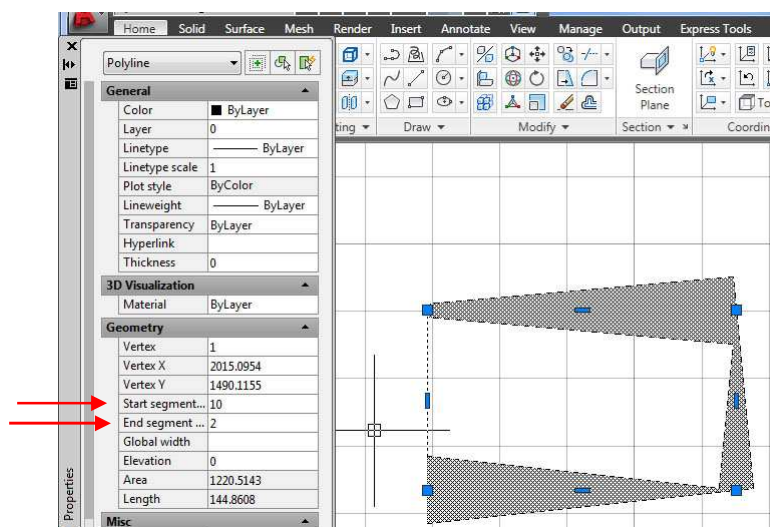 Home Solid Surface Mesh Render Insert Annotate View Manage Output Express Tools
Polyline
General
Color ByLayer
Layer 0
Linetype ByLayer
Linetype scale 1
Plot style ByColor
Lineweight ByLayer
Transparency ByLayer
Hyperlink
Thickness 0
3D Visualization
Material ByLayer
Geometry
Vertex 1
Vertex X 2015.0954
Vertex Y 1490.1155
Start segment... 10
End segment ... 2
Global width
Elevation 0
Area 1220.5143
Length 144.8608
Misc
Properties
Section
Plane
To
ting Draw Modify Section Coordin